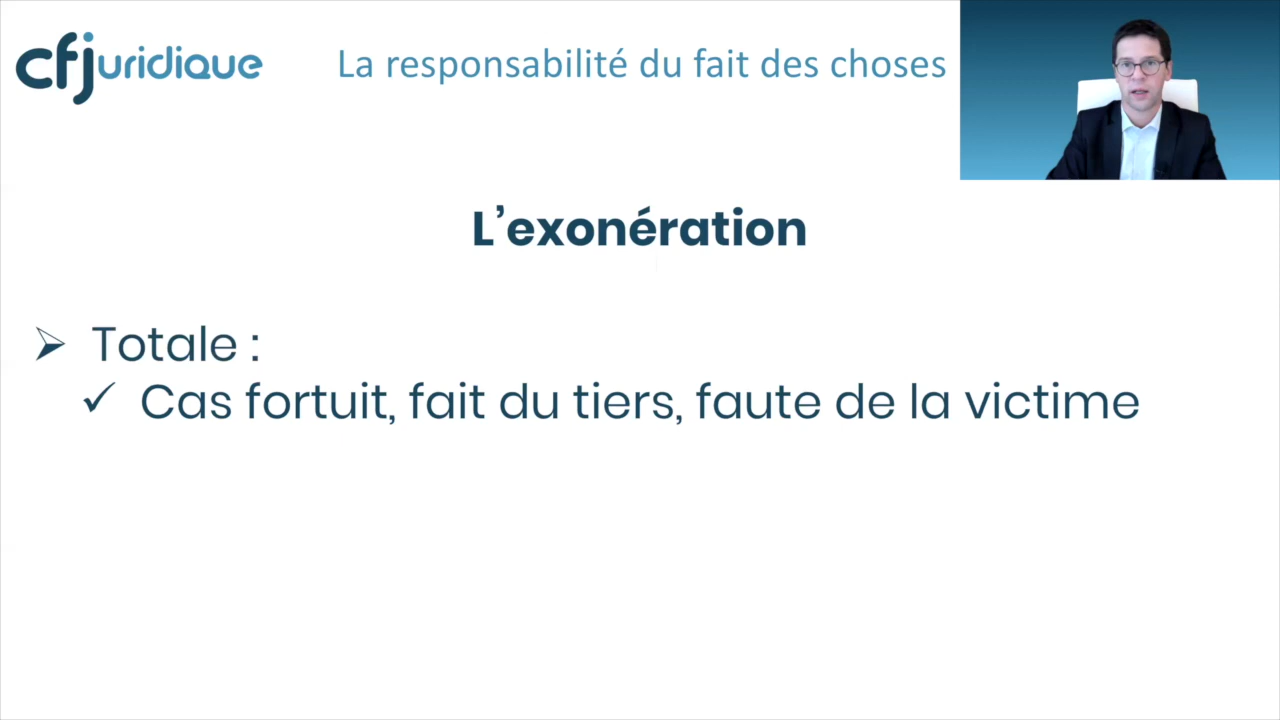 cfjuridique
La responsabilité du fait des choses
L’exonération
➢ Totale :
✓ Cas fortuit, fait du tiers, faute de la victime